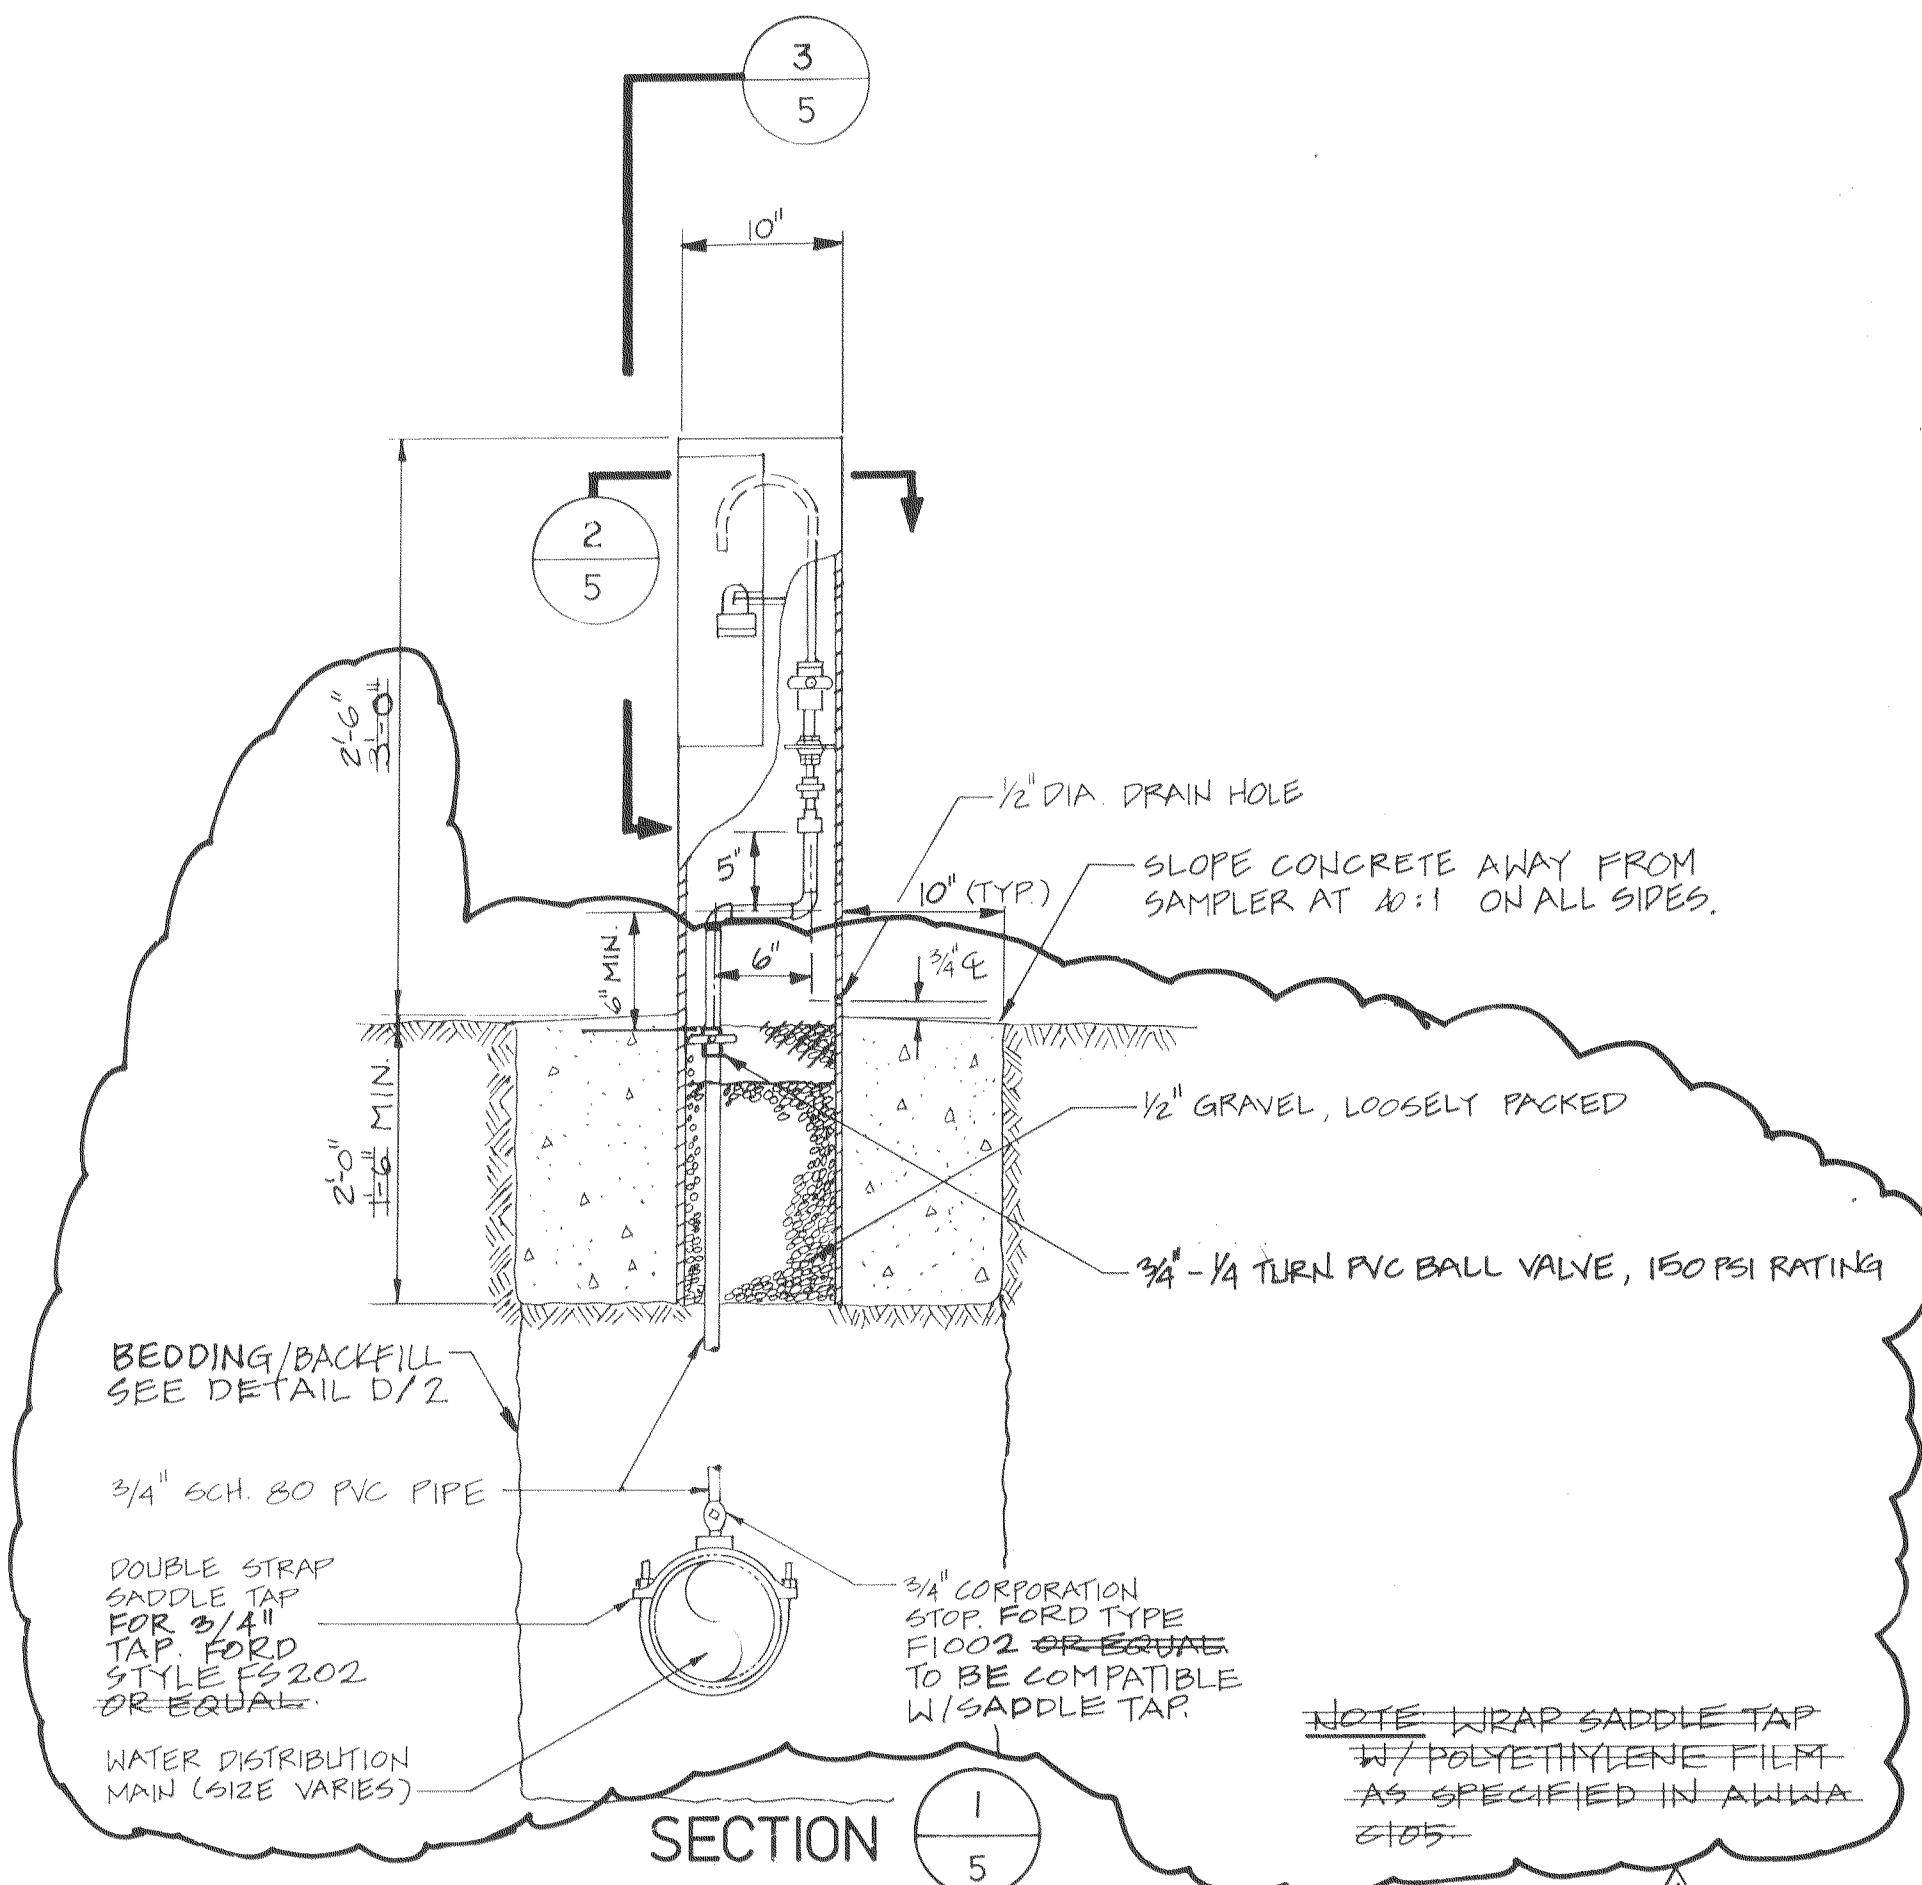 3
5
10"
2
5
2'-6"
3'-0"
1/2" DIA. DRAIN HOLE
5"
10" (TYP.)
SLOPE CONCRETE AWAY FROM
SAMPLER AT 40:1 ON ALL SIDES.
6" MIN.
6"
3/4" ℄
2'-0"
1'-6" MIN.
1/2" GRAVEL, LOOSELY PACKED
3/4"-1/4 TURN PVC BALL VALVE, 150 PSI RATING
BEDDING/BACKFILL
SEE DETAIL D/2
3/4" SCH. 80 PVC PIPE
DOUBLE STRAP
SADDLE TAP
FOR 3/4"
TAP. FORD
STYLE FS202
OR EQUAL.
3/4" CORPORATION
STOP. FORD TYPE
F1002 OR EQUAL
TO BE COMPATIBLE
W/SADDLE TAP.
WATER DISTRIBUTION
MAIN (SIZE VARIES)
NOTE WRAP SADDLE TAP
W/ POLYETHYLENE FILM
AS SPECIFIED IN AWWA
C105.
SECTION
1
5